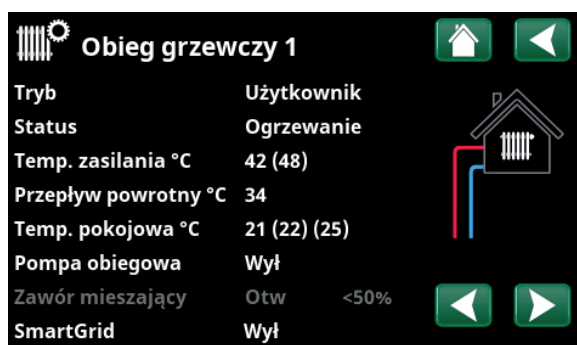 Obieg grzewczy 1
Tryb Użytkownik
Status Ogrzewanie
Temp. zasilania °C 42 (48)
Przepływ powrotny °C 34
Temp. pokojowa °C 21 (22) (25)
Pompa obiegowa Wył
Zawór mieszający Otw <50%
SmartGrid Wył